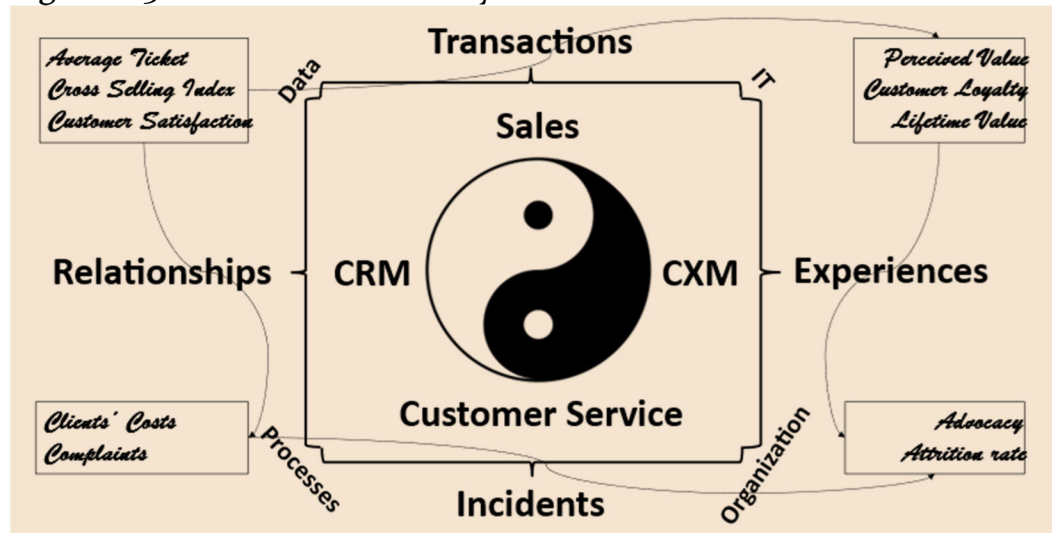 Transactions
Average Ticket
Cross Selling Index
Customer Satisfaction
Data
IT
Perceived Value
Customer Loyalty
Lifetime Value
Sales
Relationships
CRM
CXM
Experiences
Customer Service
Clients' Costs
Complaints
Processes
Organization
Advocacy
Attrition rate
Incidents